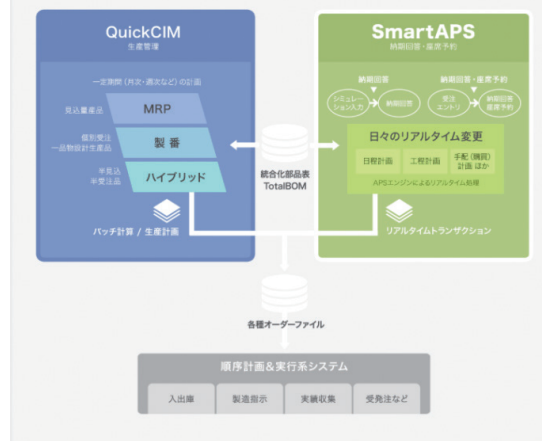 QuickCIM
生産管理
一定期間（月次・週次など）の計画
見込量産品
MRP
個別受注
一品物設計生産品
製番
半見込
半受注品
ハイブリッド
バッチ計算 / 生産計画
統合化部品表
TotalBOM
SmartAPS
納期回答・座席予約
納期回答
シミュレー
ション入力
納期回答
納期回答・座席予約
受注
エントリ
納期回答
座席予約
日々のリアルタイム変更
日程計画
工程計画
手配（購買）
計画 ほか
APSエンジンによるリアルタイム処理
リアルタイムトランザクション
各種オーダーファイル
順序計画&実行系システム
入出庫
製造指示
実績収集
受発注など